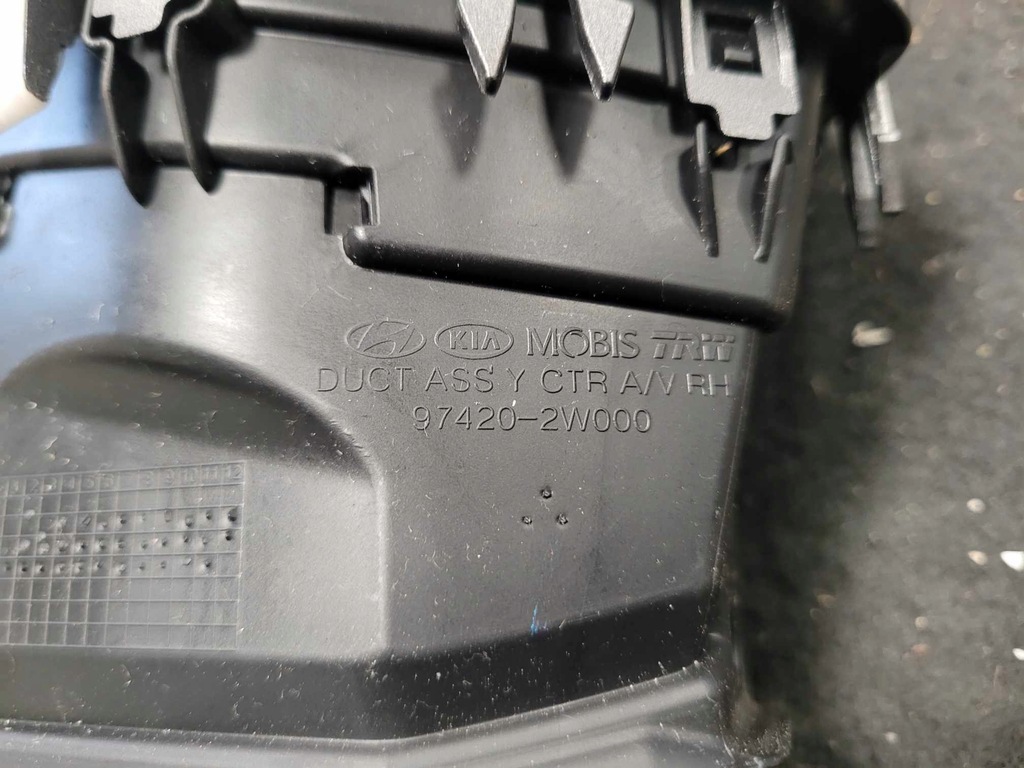 KIA MOBIS TRW
DUCT ASS Y CTR A/V RH
97420-2W000